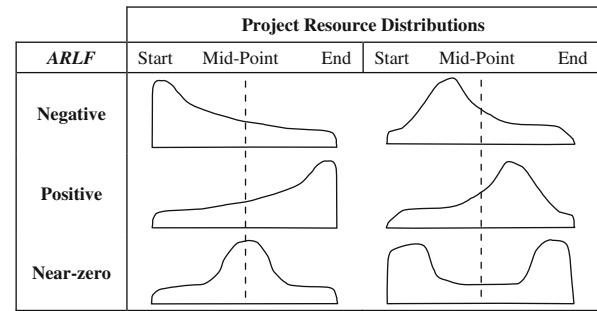 Project Resource Distributions
ARLF Start Mid-Point End Start Mid-Point End
Negative
Positive
Near-zero